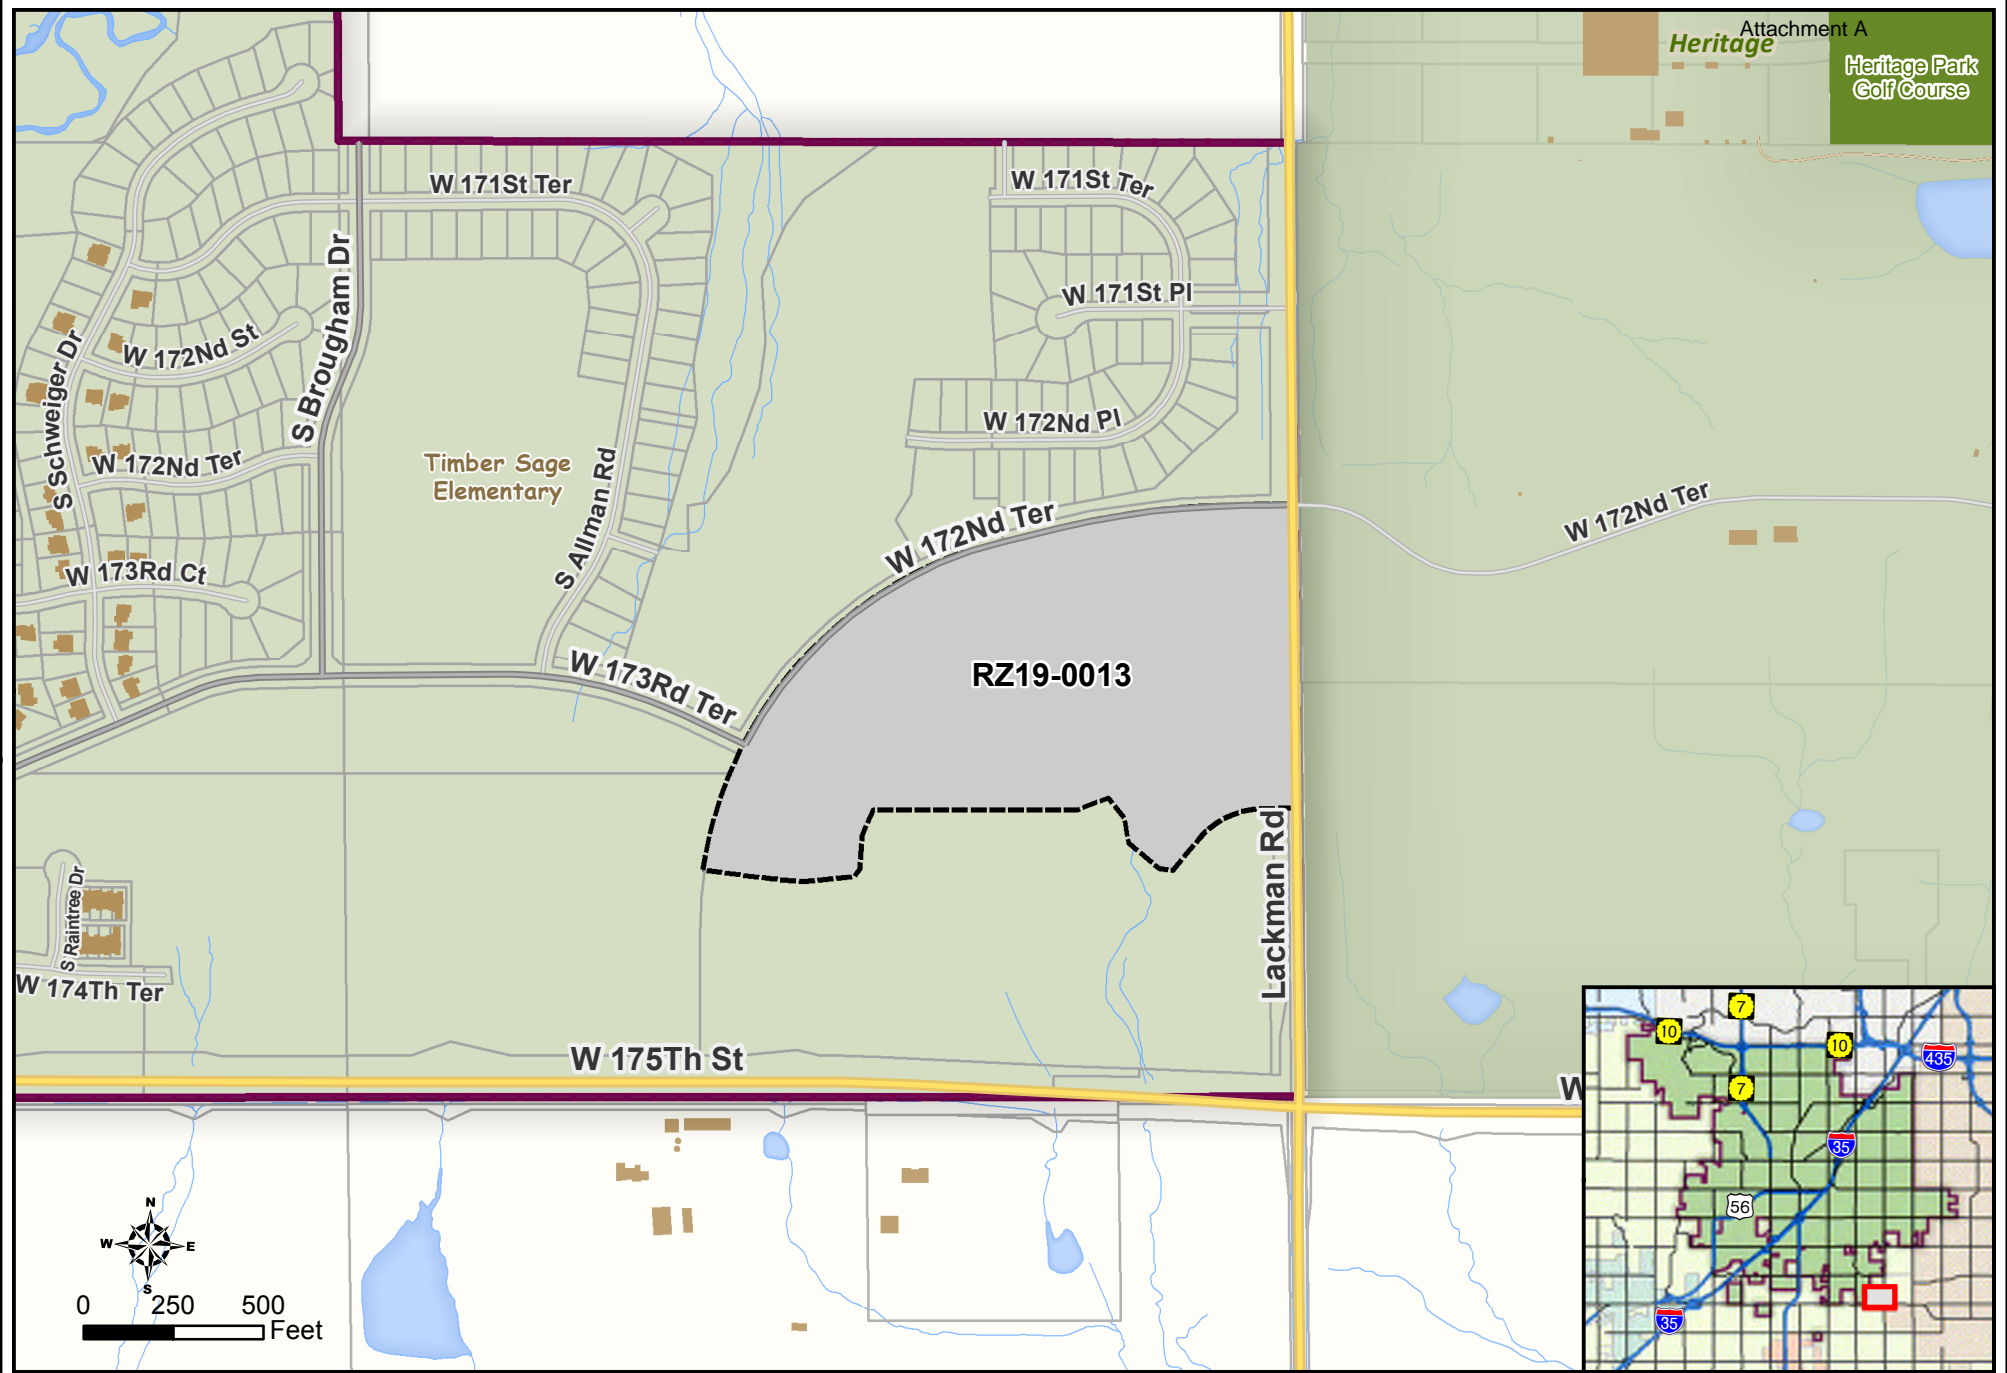 Attachment A
Heritage
Heritage Park
Golf Course
W 171St Ter
W 171St Ter
S Brougham Dr
W 171St Pl
W 172Nd St
S Schweiger Dr
W 172Nd Pl
W 172Nd Ter
Timber Sage
Elementary
S Allman Rd
W 172Nd Ter
W 172Nd Ter
W 173Rd Ct
W 173Rd Ter
RZ19-0013
Lackman Rd
S Raintree Dr
W 174Th Ter
W 175Th St
W
7
10
10
435
7
35
56
35
N
W
E
S
0
250
500
Feet